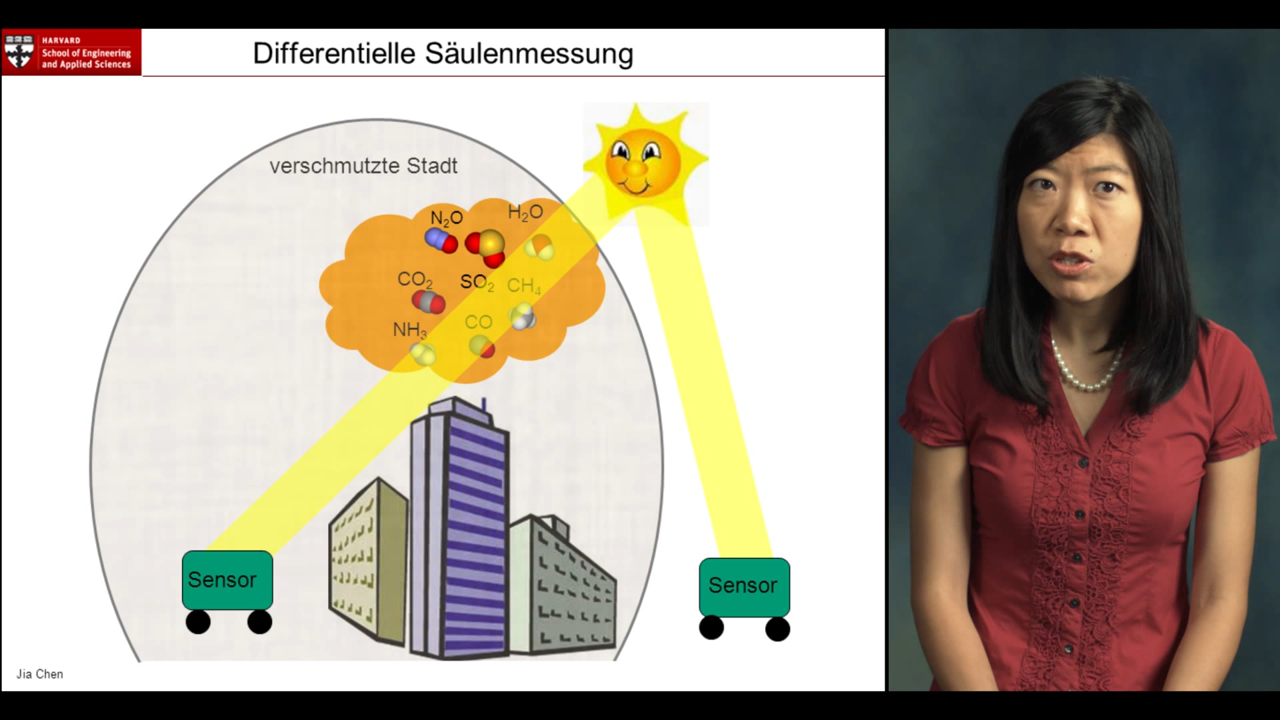 HARVARD
School of Engineering
and Applied Sciences
Differentielle Säulenmessung
verschmutzte Stadt
N₂O
H₂O
CO₂
SO₂
CH₄
NH₃
CO
Sensor
Sensor
Jia Chen